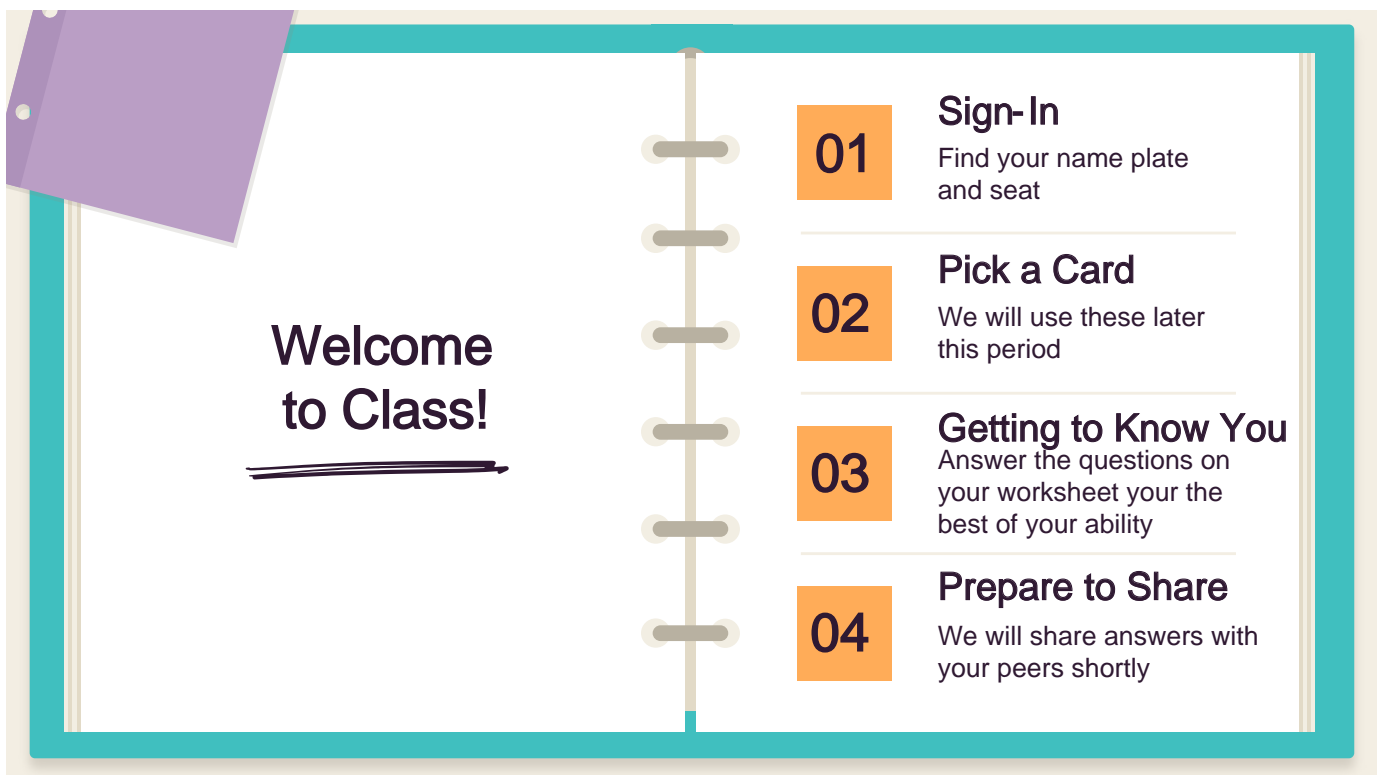 Welcome
to Class!
01
Sign-In
Find your name plate
and seat
02
Pick a Card
We will use these later
this period
03
Getting to Know You
Answer the questions on
your worksheet your the
best of your ability
04
Prepare to Share
We will share answers with
your peers shortly